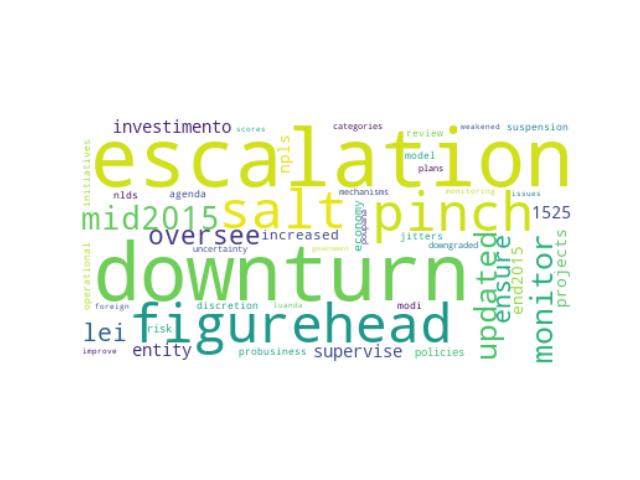 investimento
scores
categories
review
weakened
suspension
escalation
initiatives
npls
model
plans
nlds
agenda
mechanisms
monitoring
issues
mid2015
salt
pinch
1525
economy
poupana
oversee
increased
jitters
downgraded
uncertainty
government
operational
downturn
updated
ensure
end2015
monitor
projects
foreign
discretion
luanda
modi
lei
risk
figurehead
improve
entity
probusiness
supervise
policies